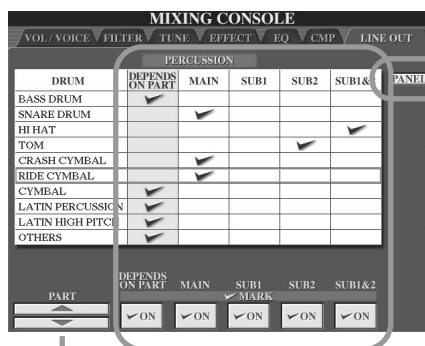 MIXING CONSOLE
VOL/VOICE FILTER TUNE EFFECT EQ CMP LINE OUT
PERCUSSION
DRUM DEPENDS ON PART MAIN SUB1 SUB2 SUB1&2 PANEL
BASS DRUM
SNARE DRUM
HI HAT
TOM
CRASH CYMBAL
RIDE CYMBAL
CYMBAL
LATIN PERCUSSION
LATIN HIGH PITCH
OTHERS
DEPENDS ON PART MAIN SUB1 SUB2 SUB1&2
PART ✓ MARK
✓ON ✓ON ✓ON ✓ON ✓ON